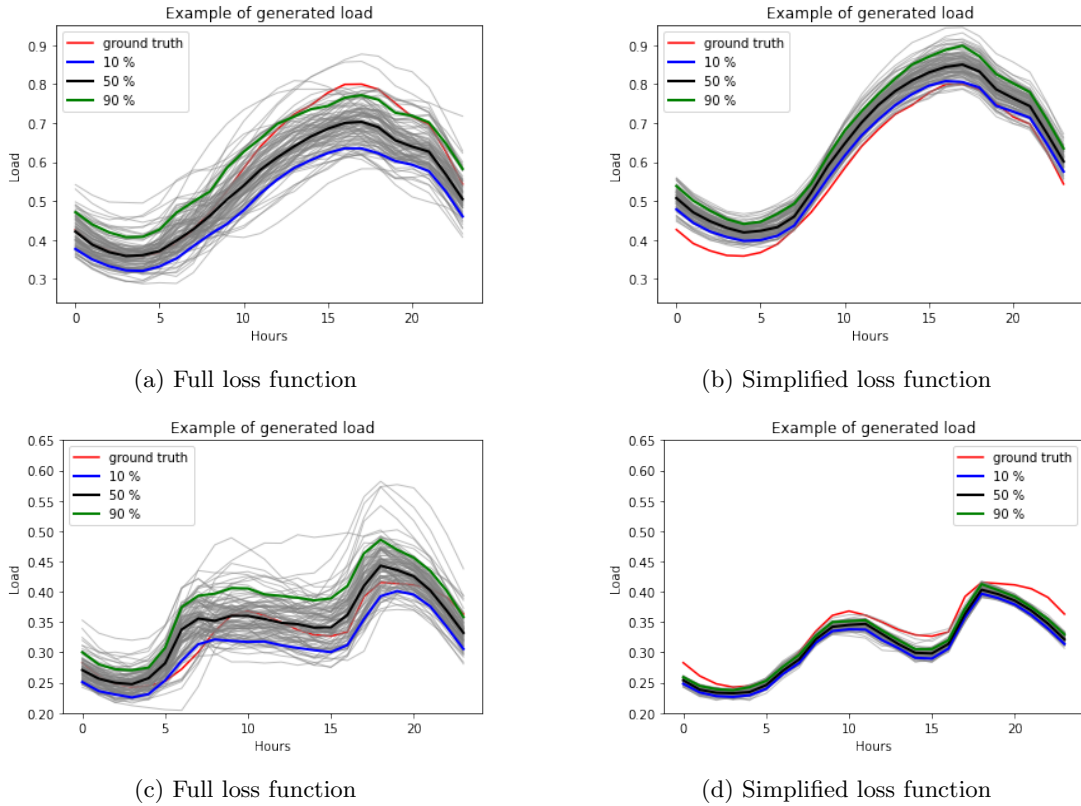 Example of generated load
ground truth
10 %
50 %
90 %
0.9
0.8
0.7
0.6
0.5
0.4
0.3
Load
0 5 10 15 20
Hours
(a) Full loss function
Example of generated load
ground truth
10 %
50 %
90 %
0.9
0.8
0.7
0.6
0.5
0.4
0.3
Load
0 5 10 15 20
Hours
(b) Simplified loss function
Example of generated load
ground truth
10 %
50 %
90 %
0.65
0.60
0.55
0.50
0.45
0.40
0.35
0.30
0.25
0.20
Load
0 5 10 15 20
Hours
(c) Full loss function
Example of generated load
ground truth
10 %
50 %
90 %
0.65
0.60
0.55
0.50
0.45
0.40
0.35
0.30
0.25
0.20
Load
0 5 10 15 20
Hours
(d) Simplified loss function